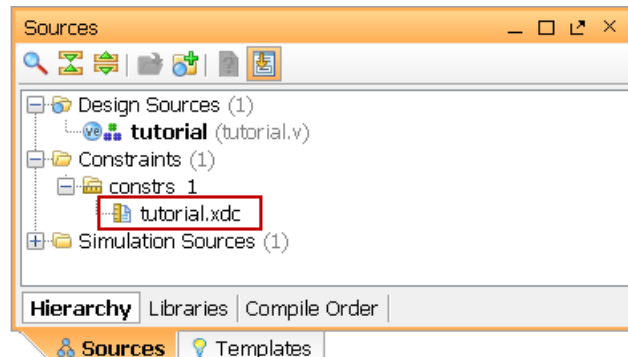 Sources
Design Sources (1)
ve tutorial (tutorial.v)
Constraints (1)
constrs_1
tutorial.xdc
Simulation Sources (1)
Hierarchy Libraries Compile Order
Sources Templates